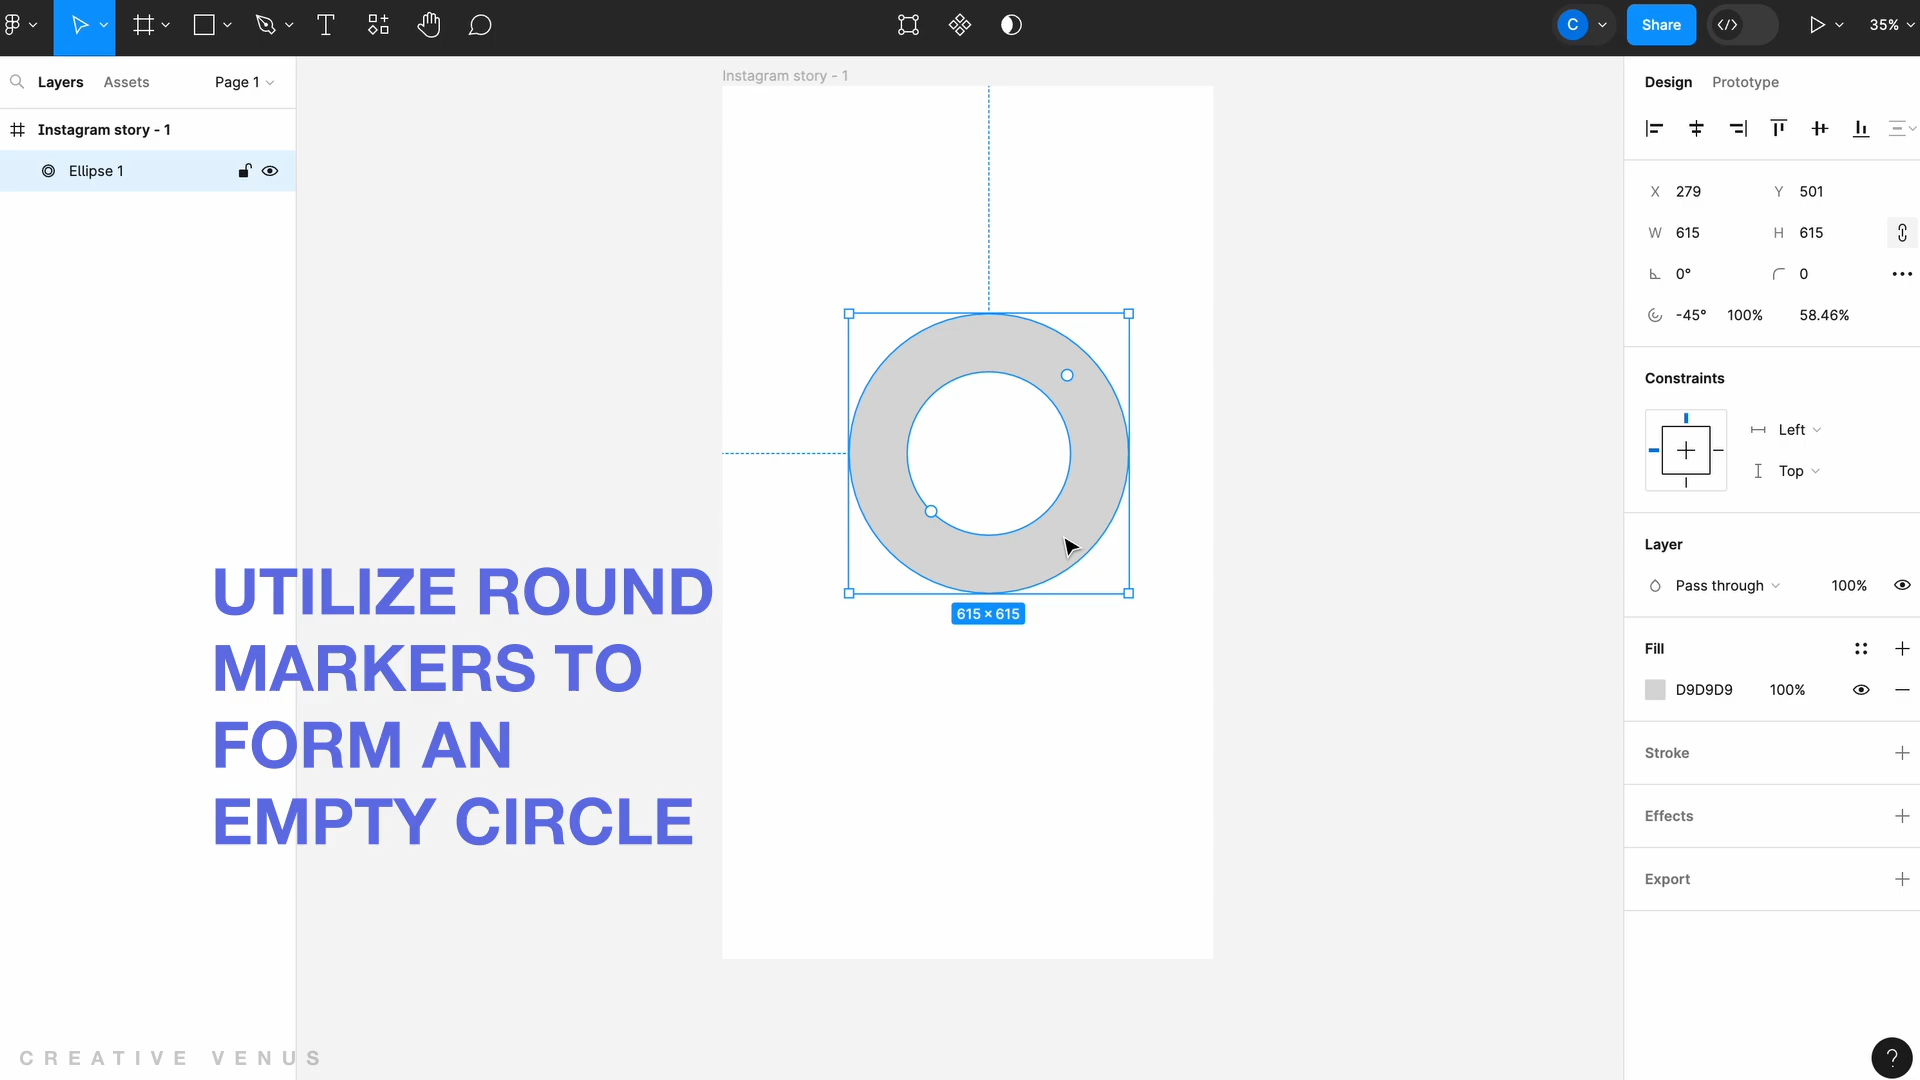 C
Share
35%
Layers
Assets
Page 1
Instagram story - 1
Ellipse 1
Instagram story - 1
615 × 615
UTILIZE ROUND
MARKERS TO
FORM AN
EMPTY CIRCLE
CREATIVE VENUS
Design
Prototype
X 279 Y 501
W 615 H 615
0° 0
-45° 100% 58.46%
Constraints
Left
Top
Layer
Pass through 100%
Fill
D9D9D9 100%
Stroke
Effects
Export
?